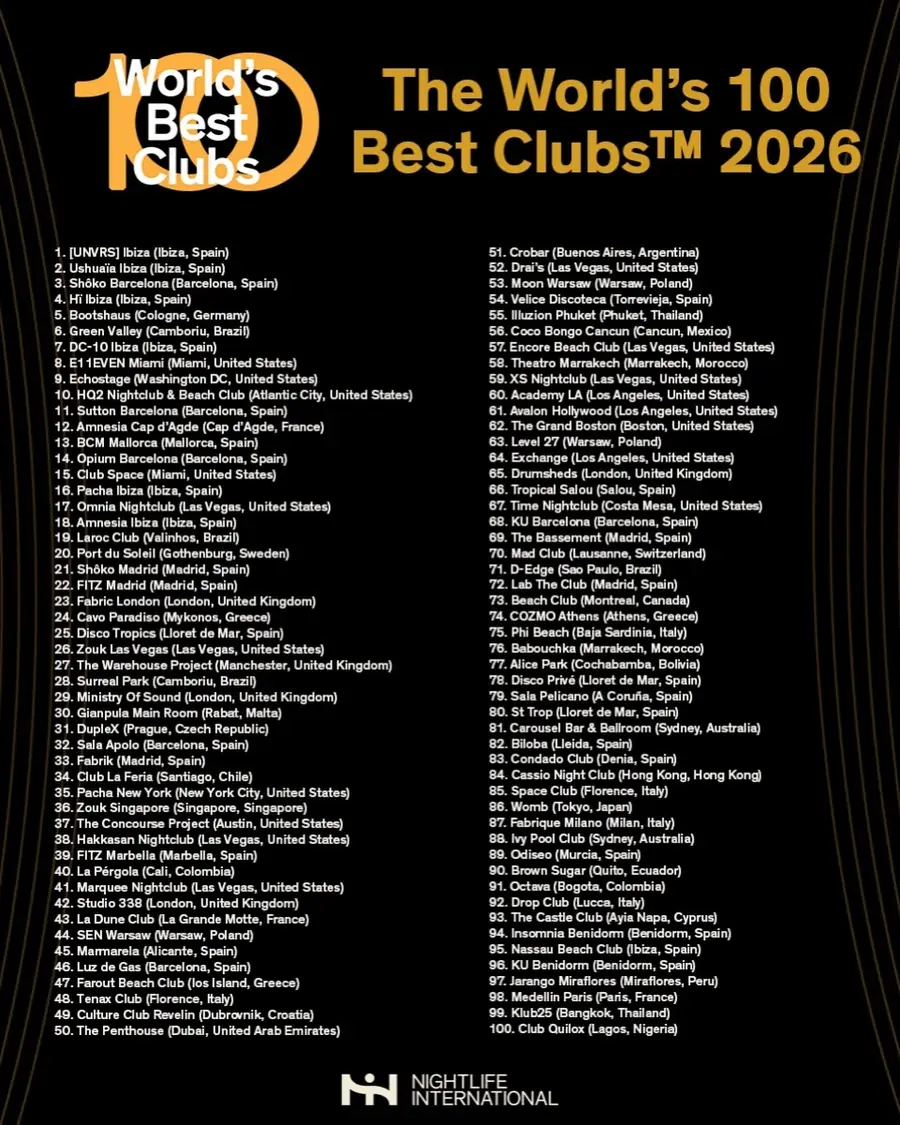 World's
Best
Clubs
100
The World's 100
Best Clubs™ 2026
1. [UNVRS] Ibiza (Ibiza, Spain)
2. Ushuaïa Ibiza (Ibiza, Spain)
3. Shôko Barcelona (Barcelona, Spain)
4. Hï Ibiza (Ibiza, Spain)
5. Bootshaus (Cologne, Germany)
6. Green Valley (Camboriu, Brazil)
7. DC-10 Ibiza (Ibiza, Spain)
8. E11EVEN Miami (Miami, United States)
9. Echostage (Washington DC, United States)
10. HQ2 Nightclub & Beach Club (Atlantic City, United States)
11. Sutton Barcelona (Barcelona, Spain)
12. Amnesia Cap d'Agde (Cap d'Agde, France)
13. BCM Mallorca (Mallorca, Spain)
14. Opium Barcelona (Barcelona, Spain)
15. Club Space (Miami, United States)
16. Pacha Ibiza (Ibiza, Spain)
17. Omnia Nightclub (Las Vegas, United States)
18. Amnesia Ibiza (Ibiza, Spain)
19. Laroc Club (Valinhos, Brazil)
20. Port du Soleil (Gothenburg, Sweden)
21. Shôko Madrid (Madrid, Spain)
22. FITZ Madrid (Madrid, Spain)
23. Fabric London (London, United Kingdom)
24. Cavo Paradiso (Mykonos, Greece)
25. Disco Tropics (Lloret de Mar, Spain)
26. Zouk Las Vegas (Las Vegas, United States)
27. The Warehouse Project (Manchester, United Kingdom)
28. Surreal Park (Camboriu, Brazil)
29. Ministry Of Sound (London, United Kingdom)
30. Gianpula Main Room (Rabat, Malta)
31. DupleX (Prague, Czech Republic)
32. Sala Apolo (Barcelona, Spain)
33. Fabrik (Madrid, Spain)
34. Club La Feria (Santiago, Chile)
35. Pacha New York (New York City, United States)
36. Zouk Singapore (Singapore, Singapore)
37. The Concourse Project (Austin, United States)
38. Hakkasan Nightclub (Las Vegas, United States)
39. FITZ Marbella (Marbella, Spain)
40. La Pérgola (Cali, Colombia)
41. Marquee Nightclub (Las Vegas, United States)
42. Studio 338 (London, United Kingdom)
43. La Dune Club (La Grande Motte, France)
44. SEN Warsaw (Warsaw, Poland)
45. Marmarela (Alicante, Spain)
46. Luz de Gas (Barcelona, Spain)
47. Farout Beach Club (Ios Island, Greece)
48. Tenax Club (Florence, Italy)
49. Culture Club Revelin (Dubrovnik, Croatia)
50. The Penthouse (Dubai, United Arab Emirates)
51. Crobar (Buenos Aires, Argentina)
52. Drai's (Las Vegas, United States)
53. Moon Warsaw (Warsaw, Poland)
54. Velice Discoteca (Torrevieja, Spain)
55. Illuzion Phuket (Phuket, Thailand)
56. Coco Bongo Cancun (Cancun, Mexico)
57. Encore Beach Club (Las Vegas, United States)
58. Theatro Marrakech (Marrakech, Morocco)
59. XS Nightclub (Las Vegas, United States)
60. Academy LA (Los Angeles, United States)
61. Avalon Hollywood (Los Angeles, United States)
62. The Grand Boston (Boston, United States)
63. Level 27 (Warsaw, Poland)
64. Exchange (Los Angeles, United States)
65. Drumsheds (London, United Kingdom)
66. Tropical Salou (Salou, Spain)
67. Time Nightclub (Costa Mesa, United States)
68. KU Barcelona (Barcelona, Spain)
69. The Bassement (Madrid, Spain)
70. Mad Club (Lausanne, Switzerland)
71. D-Edge (Sao Paulo, Brazil)
72. Lab The Club (Madrid, Spain)
73. Beach Club (Montreal, Canada)
74. COZMO Athens (Athens, Greece)
75. Phi Beach (Baja Sardinia, Italy)
76. Babouchka (Marrakech, Morocco)
77. Alice Park (Cochabamba, Bolivia)
78. Disco Privé (Lloret de Mar, Spain)
79. Sala Pelicano (A Coruña, Spain)
80. St Trop (Lloret de Mar, Spain)
81. Carousel Bar & Ballroom (Sydney, Australia)
82. Biloba (Lleida, Spain)
83. Condado Club (Denia, Spain)
84. Cassio Night Club (Hong Kong, Hong Kong)
85. Space Club (Florence, Italy)
86. Womb (Tokyo, Japan)
87. Fabrique Milano (Milan, Italy)
88. Ivy Pool Club (Sydney, Australia)
89. Odiseo (Murcia, Spain)
90. Brown Sugar (Quito, Ecuador)
91. Octava (Bogota, Colombia)
92. Drop Club (Lucca, Italy)
93. The Castle Club (Ayia Napa, Cyprus)
94. Insomnia Benidorm (Benidorm, Spain)
95. Nassau Beach Club (Ibiza, Spain)
96. KU Benidorm (Benidorm, Spain)
97. Jarango Miraflores (Miraflores, Peru)
98. Medellin Paris (Paris, France)
99. Klub25 (Bangkok, Thailand)
100. Club Quilox (Lagos, Nigeria)
NIGHTLIFE
INTERNATIONAL